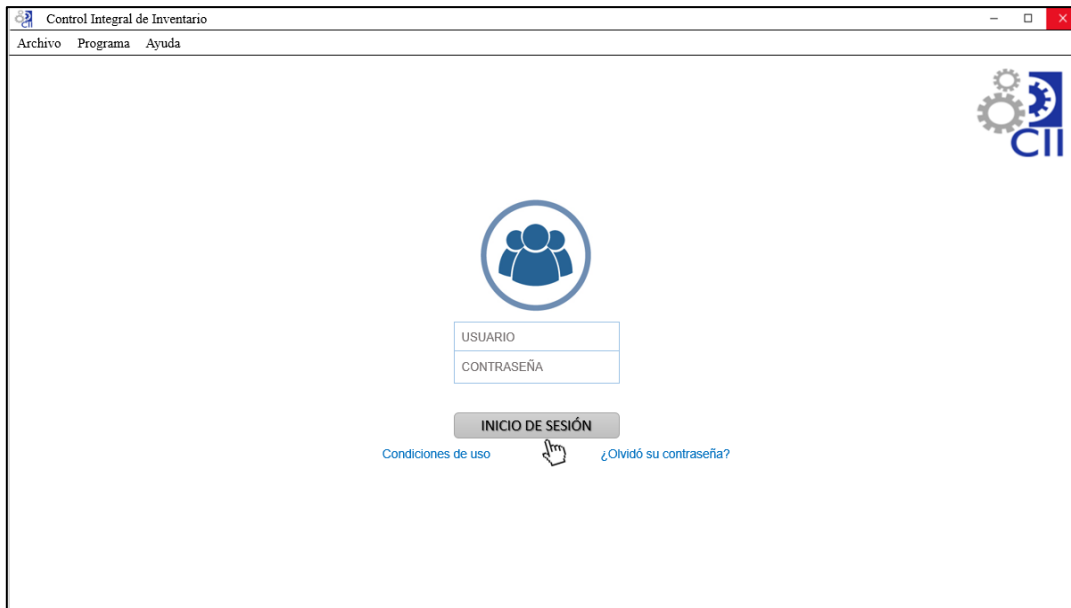 CII Control Integral de Inventario
Archivo Programa Ayuda
CII
USUARIO
CONTRASEÑA
INICIO DE SESIÓN
Condiciones de uso ¿Olvidó su contraseña?